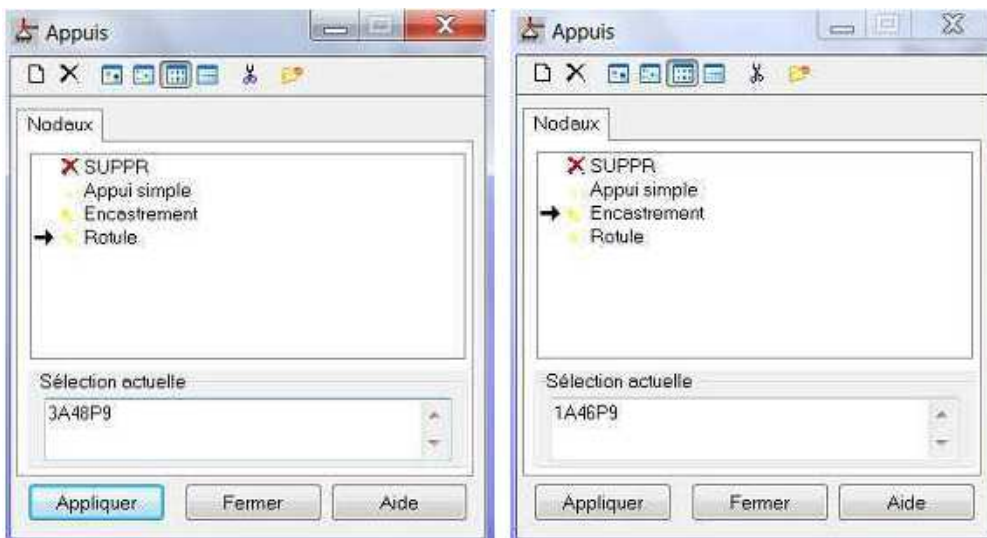 Appuis
Nodaux
SUPPR
Appui simple
Encastrement
Rotule
Sélection actuelle
3A48P9
Appliquer Fermer Aide
Appuis
Nodaux
SUPPR
Appui simple
Encastrement
Rotule
Sélection actuelle
1A46P9
Appliquer Fermer Aide